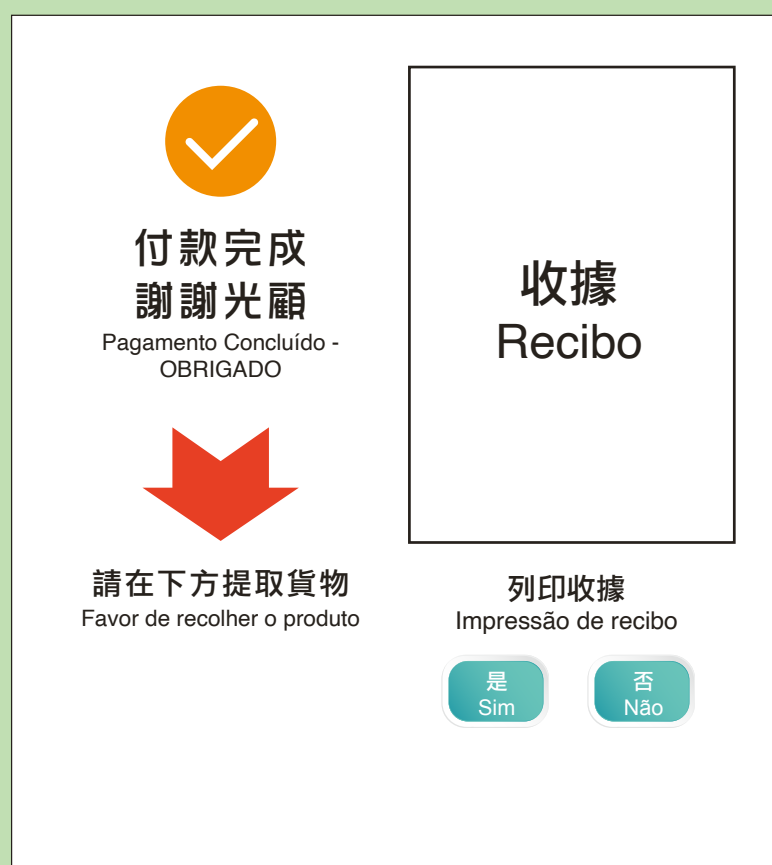 付款完成
謝謝光顧
Pagamento Concluído -
OBRIGADO
請在下方提取貨物
Favor de recolher o produto
收據
Recibo
列印收據
Impressão de recibo
是
Sim
否
Não